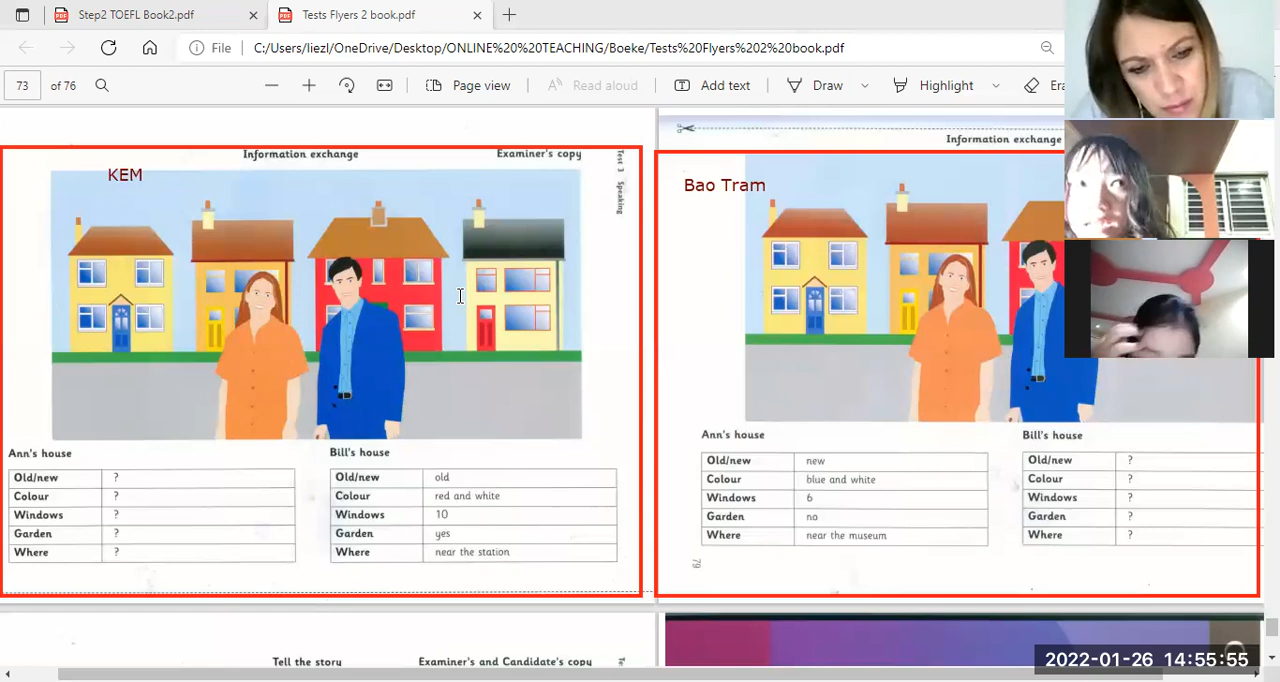 Step2 TOEFL Book2.pdf
Tests Flyers 2 book.pdf
File
C:/Users/liezl/OneDrive/Desktop/ONLINE%20%20TEACHING/Boeke/Tests%20Flyers%202%20book.pdf
73 of 76
Page view
Read aloud
Add text
Draw
Highlight
Information exchange
Examiner's copy
Test 3 Speaking
KEM
Ann's house
Old/new ?
Colour ?
Windows ?
Garden ?
Where ?
Bill's house
Old/new old
Colour red and white
Windows 10
Garden yes
Where near the station
Information exchange
Bao Tram
Ann's house
Old/new new
Colour blue and white
Windows 6
Garden no
Where near the museum
Bill's house
Old/new ?
Colour ?
Windows ?
Garden ?
Where ?
79
Tell the story
Examiner's and Candidate's copy
2022-01-26 14:55:55